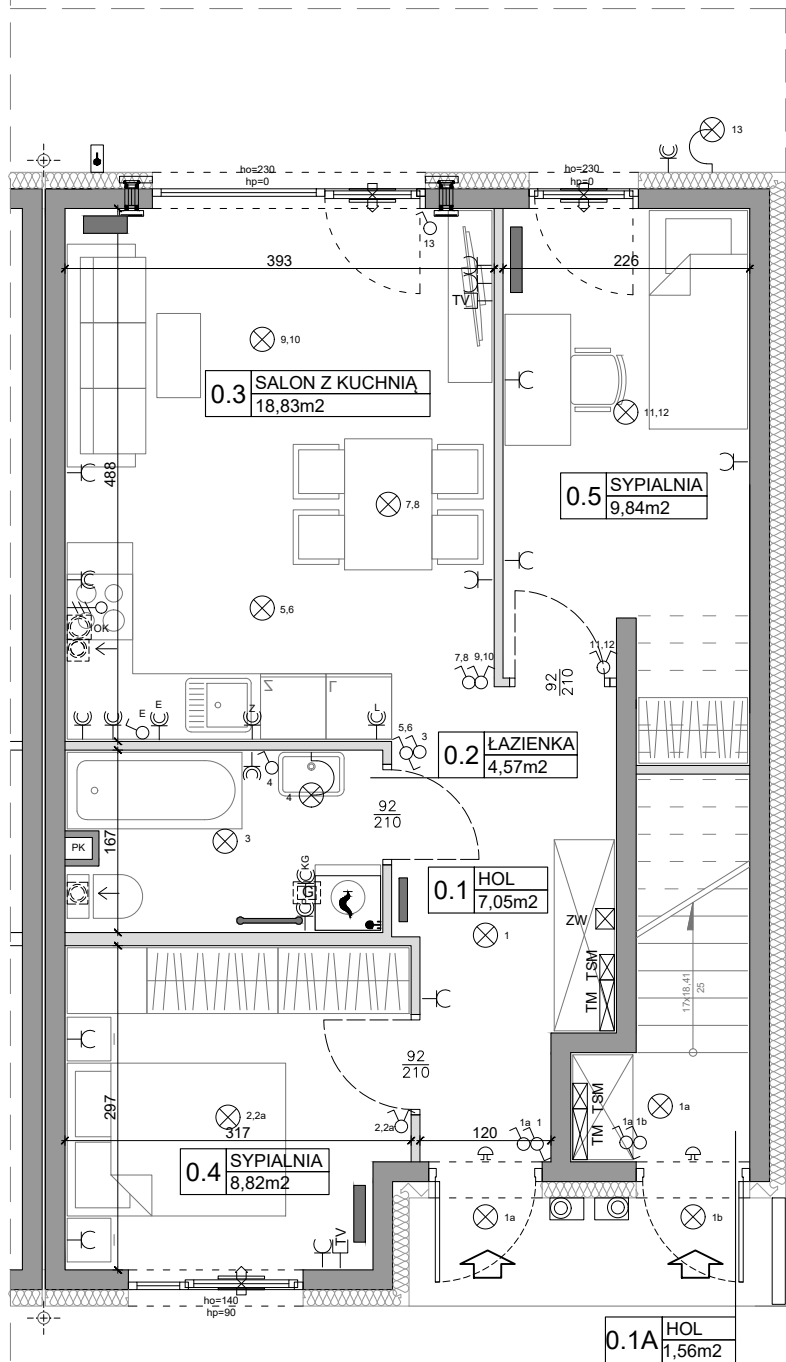 ho=230
hp=0
ho=230
hp=0
13
13
393
226
TV
9,10
0.3 SALON Z KUCHNIĄ
18,83m2
11,12
488
0.5 SYPIALNIA
9,84m2
7,8
5,6
OK
7,8 9,10
11,12
92
210
E E Z L
5,6 3
0.2 ŁAZIENKA
4,57m2
4
4
92
210
3
167
PK
KG
G
0.1 HOL
7,05m2
ZW
1
TM TSM
17x18,41
25
92
210
297
2,2a
317
2,2a
120
1a 1
TM TSM
1a 1b
1a
0.4 SYPIALNIA
8,82m2
TV
1a
1b
ho=140
hp=90
0.1A HOL
1,56m2